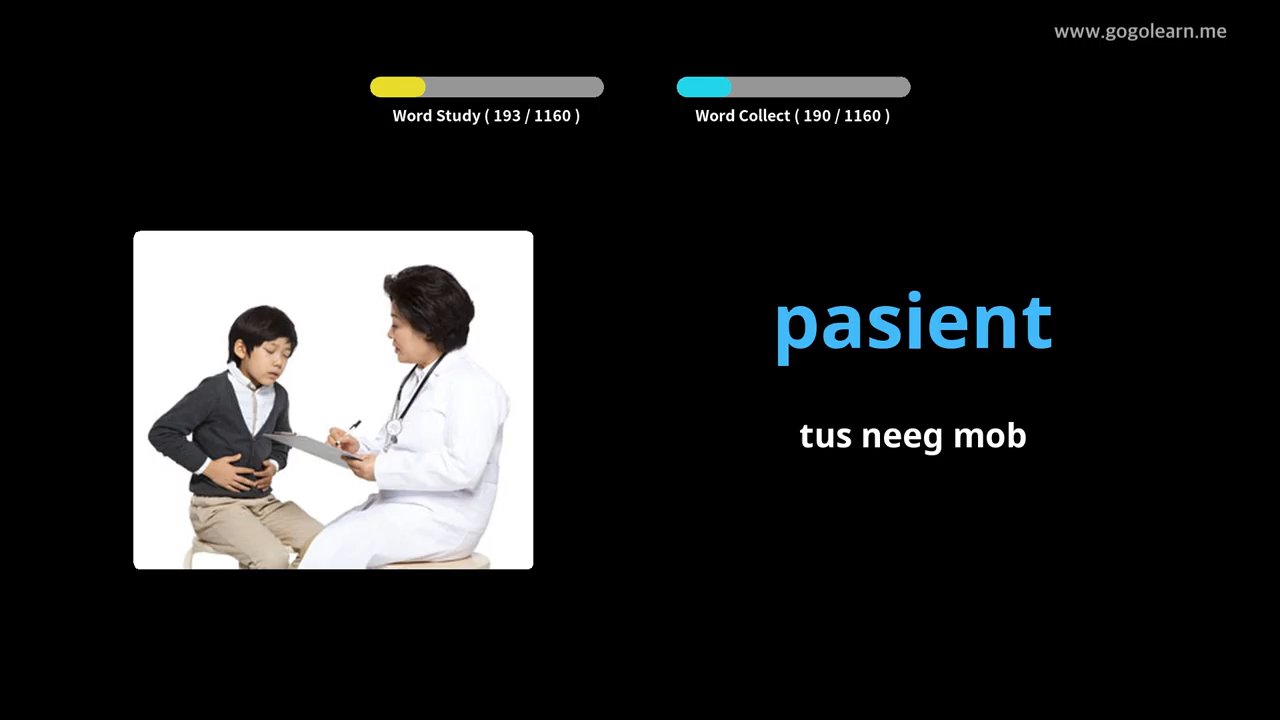 www.gogolearn.me
Word Study ( 193 / 1160 )
Word Collect ( 190 / 1160 )
pasient
tus neeg mob